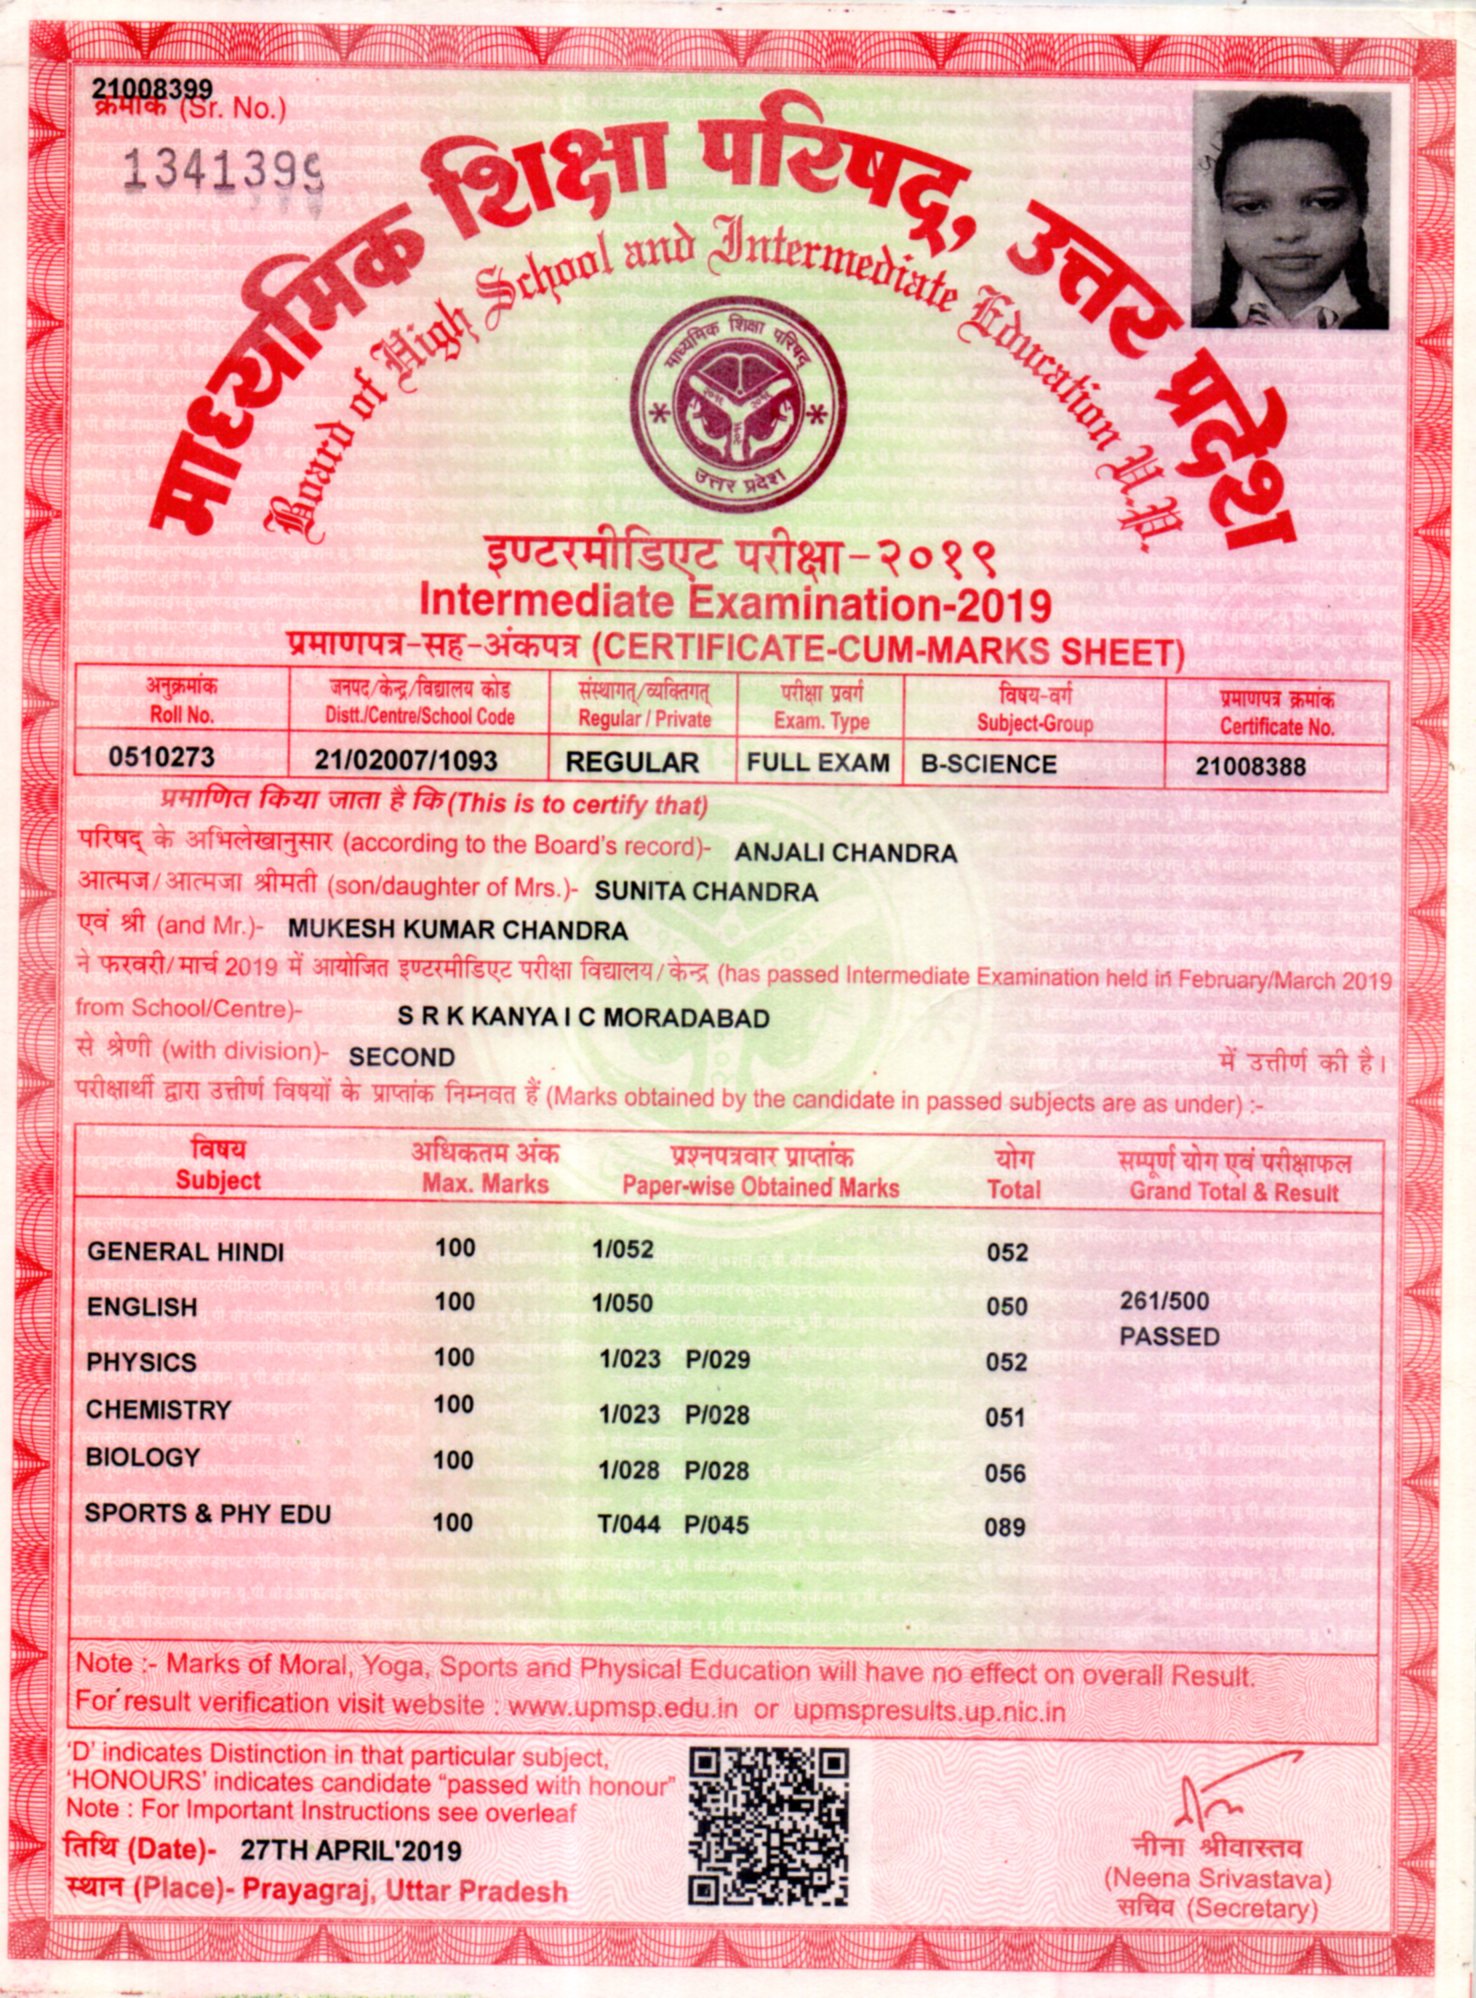 21008399
क्रमांक (Sr. No.)
1341399
माध्यमिक शिक्षा परिषद्, उत्तर प्रदेश
Board of High School and Intermediate Education U.P.
माध्यमिक शिक्षा परिषद्
उत्तर प्रदेश
इण्टरमीडिएट परीक्षा-२०१९
Intermediate Examination-2019
प्रमाणपत्र-सह-अंकपत्र (CERTIFICATE-CUM-MARKS SHEET)
अनुक्रमांक जनपद/केन्द्र/विद्यालय कोड संस्थागत्/व्यक्तिगत् परीक्षा प्रवर्ग विषय-वर्ग प्रमाणपत्र क्रमांक
Roll No. Distt./Centre/School Code Regular / Private Exam. Type Subject-Group Certificate No.
0510273 21/02007/1093 REGULAR FULL EXAM B-SCIENCE 21008388
प्रमाणित किया जाता है कि (This is to certify that)
परिषद् के अभिलेखानुसार (according to the Board's record)- ANJALI CHANDRA
आत्मज/आत्मजा श्रीमती (son/daughter of Mrs.)- SUNITA CHANDRA
एवं श्री (and Mr.)- MUKESH KUMAR CHANDRA
ने फरवरी/मार्च 2019 में आयोजित इण्टरमीडिएट परीक्षा विद्यालय/केन्द्र (has passed Intermediate Examination held in February/March 2019
from School/Centre)- S R K KANYA I C MORADABAD
से श्रेणी (with division)- SECOND में उत्तीर्ण की है।
परीक्षार्थी द्वारा उत्तीर्ण विषयों के प्राप्तांक निम्नवत हैं (Marks obtained by the candidate in passed subjects are as under) :-
विषय अधिकतम अंक प्रश्नपत्रवार प्राप्तांक योग सम्पूर्ण योग एवं परीक्षाफल
Subject Max. Marks Paper-wise Obtained Marks Total Grand Total & Result
GENERAL HINDI 100 1/052 052
ENGLISH 100 1/050 050 261/500
PASSED
PHYSICS 100 1/023 P/029 052
CHEMISTRY 100 1/023 P/028 051
BIOLOGY 100 1/028 P/028 056
SPORTS & PHY EDU 100 T/044 P/045 089
Note :- Marks of Moral, Yoga, Sports and Physical Education will have no effect on overall Result.
For result verification visit website : www.upmsp.edu.in or upmspresults.up.nic.in
'D' indicates Distinction in that particular subject,
'HONOURS' indicates candidate "passed with honour"
Note : For Important Instructions see overleaf
तिथि (Date)- 27TH APRIL'2019
स्थान (Place)- Prayagraj, Uttar Pradesh
नीना श्रीवास्तव
(Neena Srivastava)
सचिव (Secretary)